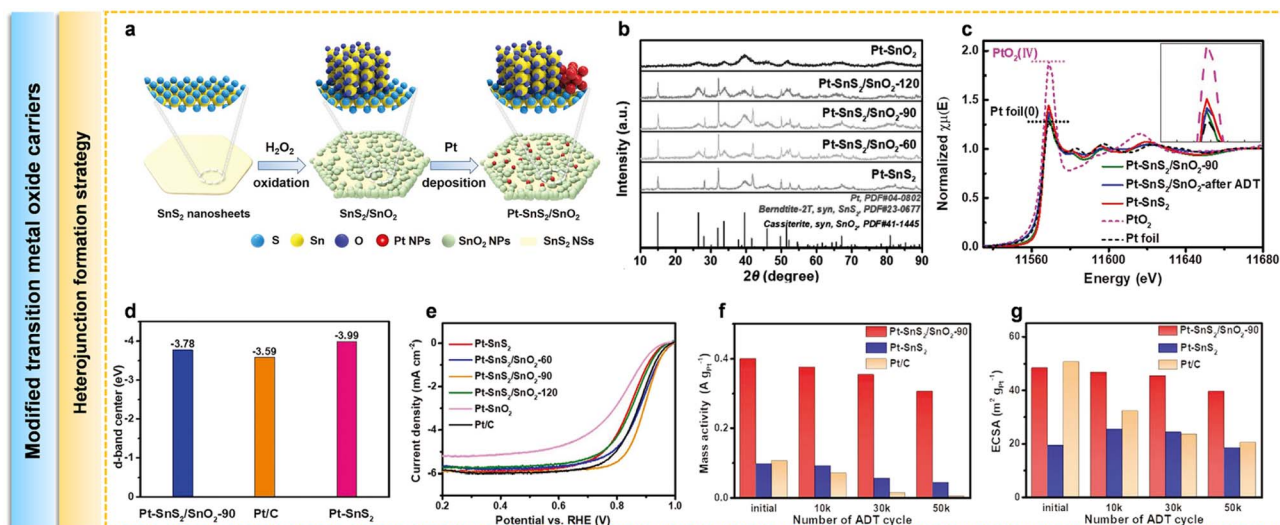 Modified transition metal oxide carriers
Heterojunction formation strategy
a
H₂O₂
oxidation
Pt
deposition
SnS₂ nanosheets
SnS₂/SnO₂
Pt-SnS₂/SnO₂
S
Sn
O
Pt NPs
SnO₂ NPs
SnS₂ NSs
b
Intensity (a.u.)
Pt-SnO₂
Pt-SnS₂/SnO₂-120
Pt-SnS₂/SnO₂-90
Pt-SnS₂/SnO₂-60
Pt-SnS₂
Pt, PDF#04-0802
Berndtite-2T, syn, SnS₂, PDF#23-0677
Cassiterite, syn, SnO₂, PDF#41-1445
10 20 30 40 50 60 70 80 90
2θ (degree)
c
Normalized χμ(E)
2.0
1.5
1.0
0.5
0.0
PtO₂(IV)
Pt foil(0)
Pt-SnS₂/SnO₂-90
Pt-SnS₂/SnO₂-after ADT
Pt-SnS₂
PtO₂
Pt foil
11560 11600 11640 11680
Energy (eV)
d
d-band center (eV)
-4
-3
-2
-1
0
-3.78
-3.59
-3.99
Pt-SnS₂/SnO₂-90
Pt/C
Pt-SnS₂
e
Current density (mA cm⁻²)
0
-1
-2
-3
-4
-5
-6
Pt-SnS₂
Pt-SnS₂/SnO₂-60
Pt-SnS₂/SnO₂-90
Pt-SnS₂/SnO₂-120
Pt-SnO₂
Pt/C
0.2 0.4 0.6 0.8 1.0
Potential vs. RHE (V)
f
Mass activity (A gPt⁻¹)
0.4
0.2
0.0
Pt-SnS₂/SnO₂-90
Pt-SnS₂
Pt/C
initial 10k 30k 50k
Number of ADT cycle
g
ECSA (m² gPt⁻¹)
60
40
20
0
Pt-SnS₂/SnO₂-90
Pt-SnS₂
Pt/C
initial 10k 30k 50k
Number of ADT cycle